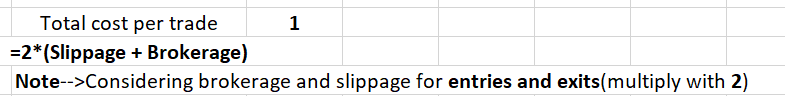 Total cost per trade 1
=2*(Slippage + Brokerage)
Note-->Considering brokerage and slippage for entries and exits(multiply with 2)